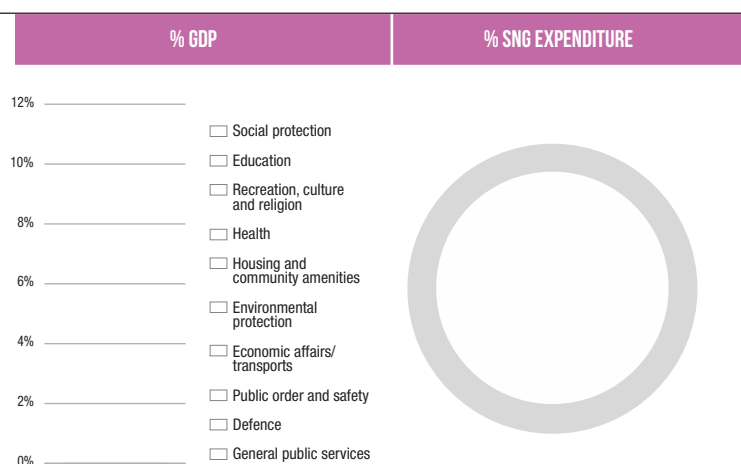 % GDP
% SNG EXPENDITURE
12%
10%
8%
6%
4%
2%
0%
Social protection
Education
Recreation, culture
and religion
Health
Housing and
community amenities
Environmental
protection
Economic affairs/
transports
Public order and safety
Defence
General public services